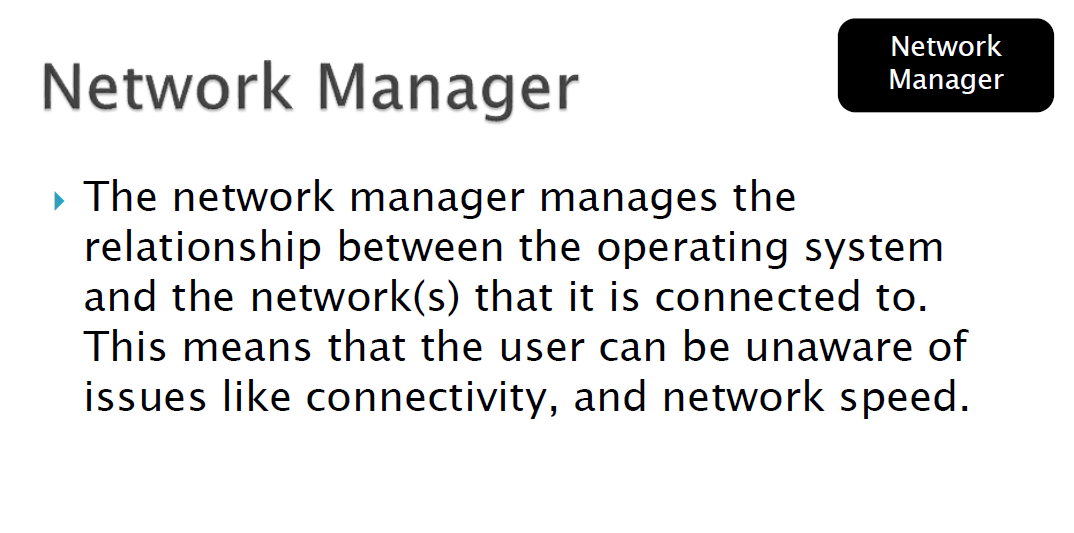 Network Manager
Network
Manager
The network manager manages the
relationship between the operating system
and the network(s) that it is connected to.
This means that the user can be unaware of
issues like connectivity, and network speed.